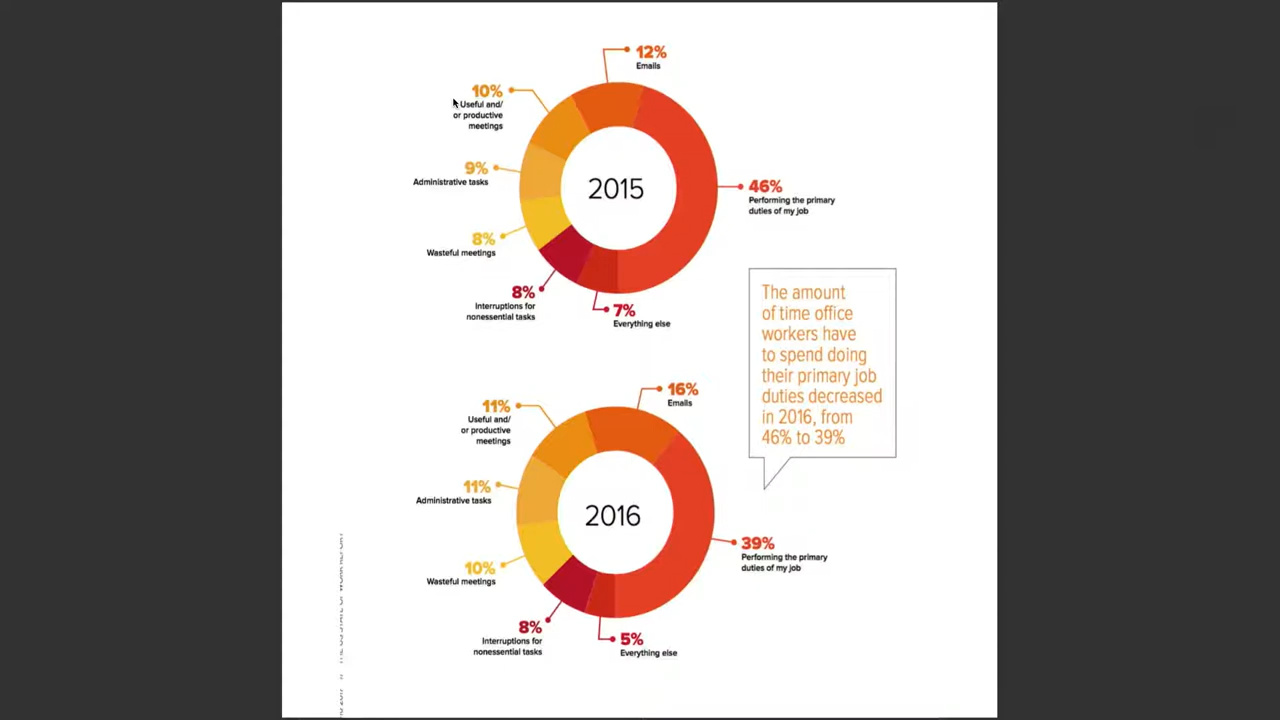 12%
Emails
10%
Useful and/
or productive
meetings
9%
Administrative tasks
46%
Performing the primary
duties of my job
2015
8%
Wasteful meetings
8%
Interruptions for
nonessential tasks
7%
Everything else
The amount
of time office
workers have
to spend doing
their primary job
duties decreased
in 2016, from
46% to 39%
16%
Emails
11%
Useful and/
or productive
meetings
11%
Administrative tasks
2016
39%
Performing the primary
duties of my job
10%
Wasteful meetings
8%
Interruptions for
nonessential tasks
5%
Everything else